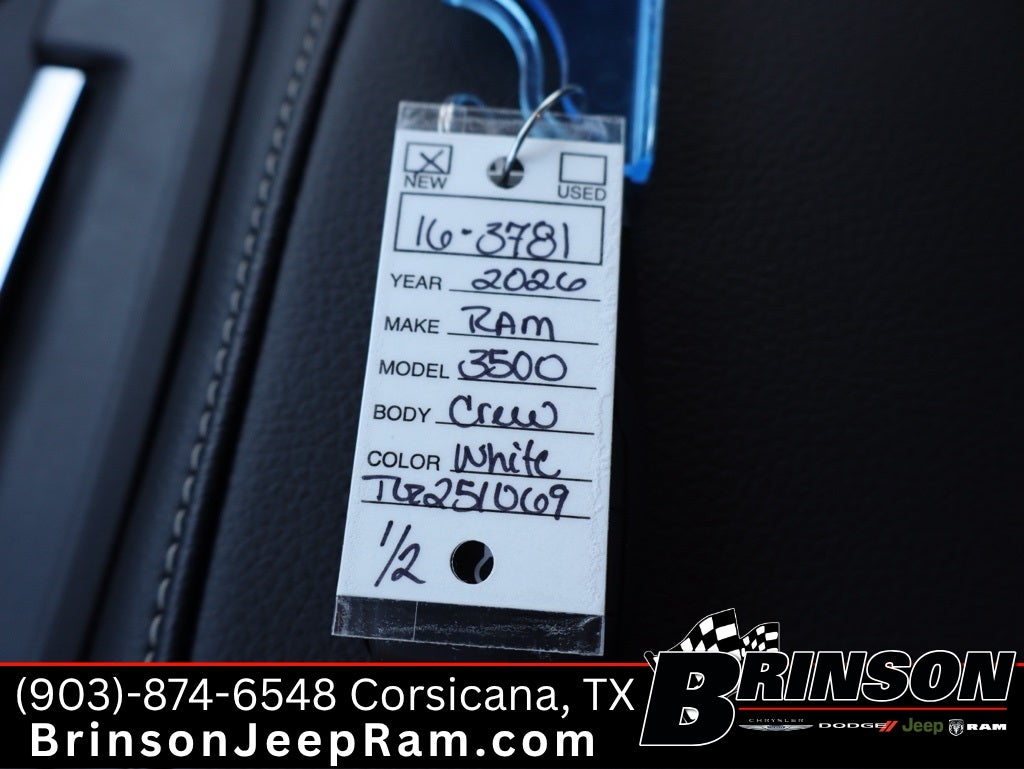 NEW USED
16-3781
YEAR 2026
MAKE RAM
MODEL 3500
BODY Crew
COLOR White
1/2
(903)-874-6548 Corsicana, TX
BrinsonJeepRam.com
BRINSON
CHRYSLER DODGE// Jeep RAM